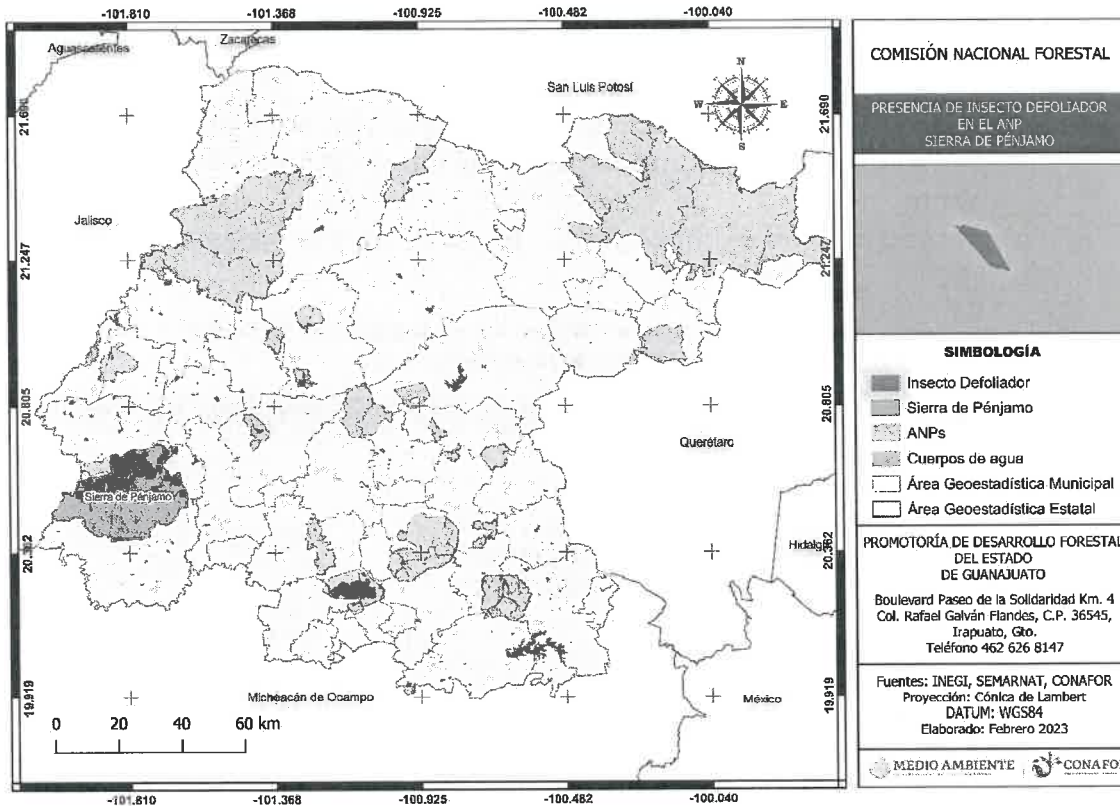 -101.810 -101.368 -100.925 -100.482 -100.040
Zacatecas
Aguascalientes
San Luis Potosí
N
W E
S
21.690 21.690
Jalisco
21.247 21.247
20.805 20.805
Querétaro
Sierra de Pénjamo
20.362 20.362
Hidalgo
19.919 19.919
Michoacán de Ocampo
México
0 20 40 60 km
-101.810 -101.368 -100.925 -100.482 -100.040
COMISIÓN NACIONAL FORESTAL
PRESENCIA DE INSECTO DEFOLIADOR
EN EL ANP
SIERRA DE PÉNJAMO
SIMBOLOGÍA
Insecto Defoliador
Sierra de Pénjamo
ANPs
Cuerpos de agua
Área Geoestadística Municipal
Área Geoestadística Estatal
PROMOTORÍA DE DESARROLLO FORESTAL
DEL ESTADO
DE GUANAJUATO
Boulevard Paseo de la Solidaridad Km. 4
Col. Rafael Galván Flandes, C.P. 36545,
Irapuato, Gto.
Teléfono 462 626 8147
Fuentes: INEGI, SEMARNAT, CONAFOR
Proyección: Cónica de Lambert
DATUM: WGS84
Elaborado: Febrero 2023
MEDIO AMBIENTE CONAFO